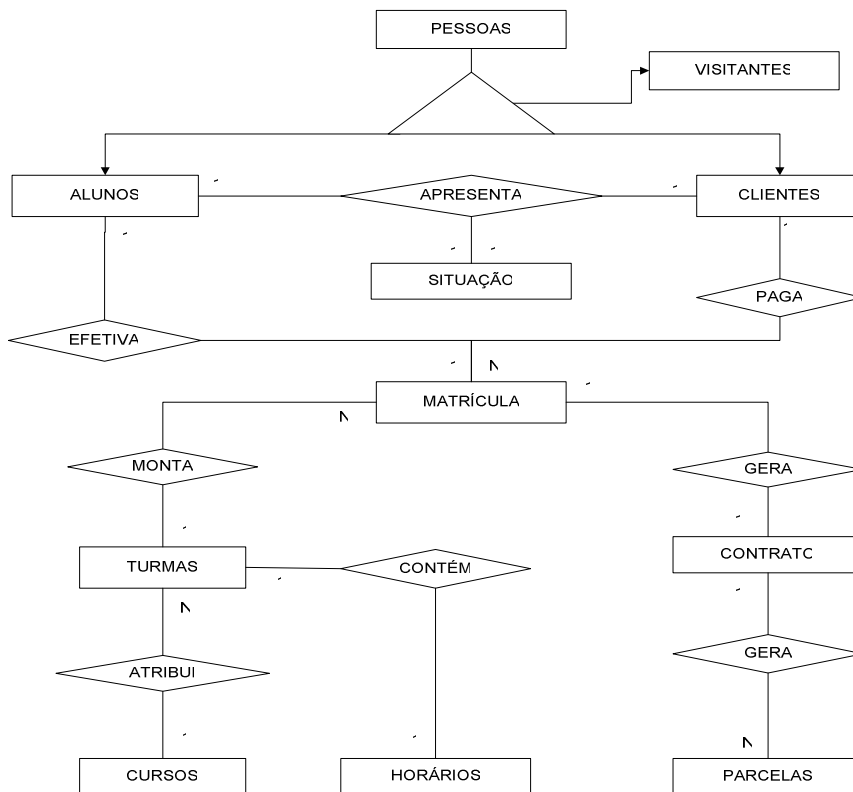 PESSOAS
VISITANTES
ALUNOS
APRESENTA
CLIENTES
SITUAÇÃO
PAGA
EFETIVA
N
MATRÍCULA
N
MONTA
GERA
TURMAS
CONTÉM
CONTRATO
N
ATRIBUI
GERA
N
CURSOS
HORÁRIOS
PARCELAS